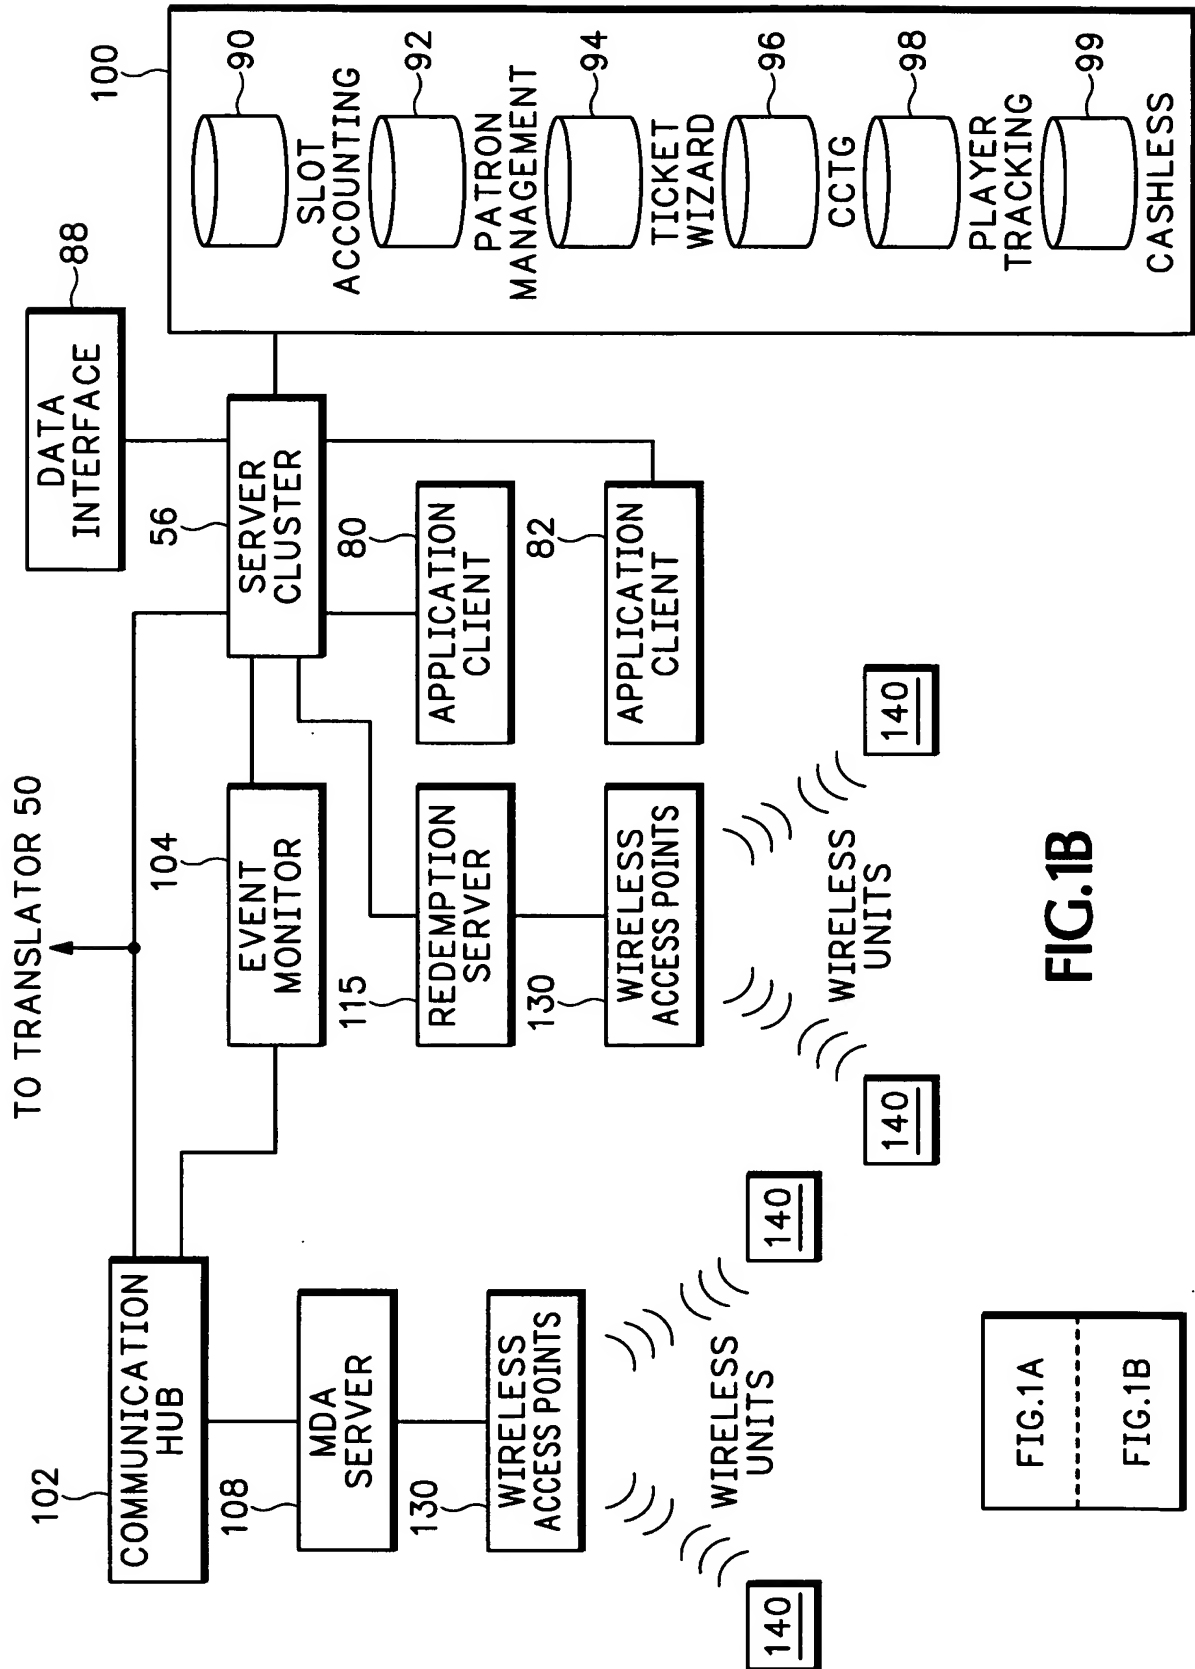 TO TRANSLATOR 50
102
COMMUNICATION
HUB
108
MDA
SERVER
130
WIRELESS
ACCESS POINTS
WIRELESS
UNITS
140
140
104
EVENT
MONITOR
115
REDEMPTION
SERVER
130
WIRELESS
ACCESS POINTS
WIRELESS
UNITS
140
140
56
SERVER
CLUSTER
80
APPLICATION
CLIENT
82
APPLICATION
CLIENT
88
DATA
INTERFACE
100
90
SLOT
ACCOUNTING
92
PATRON
MANAGEMENT
94
TICKET
WIZARD
96
CCTG
98
PLAYER
TRACKING
99
CASHLESS
FIG.1A
FIG.1B
FIG.1B